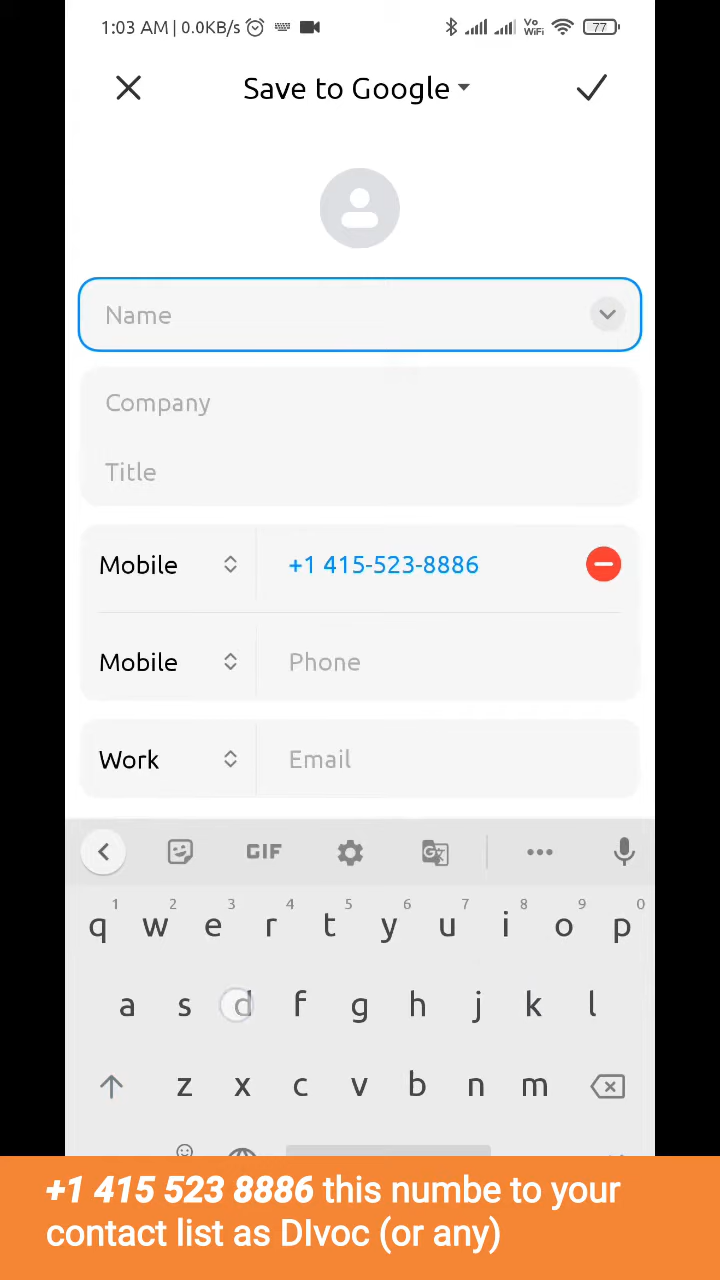 1:03 AM | 0.0KB/s Vo WiFi 77
Save to Google
Name
Company
Title
Mobile +1 415-523-8886
Mobile Phone
Work Email
GIF
1 2 3 4 5 6 7 8 9 0
q w e r t y u i o p
a s d f g h j k l
z x c v b n m
+1 415 523 8886 this numbe to your
contact list as DIvoc (or any)